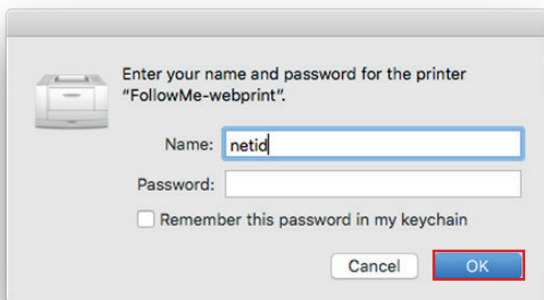 Enter your name and password for the printer
“FollowMe-webprint”.
Name: netid
Password:
Remember this password in my keychain
Cancel OK